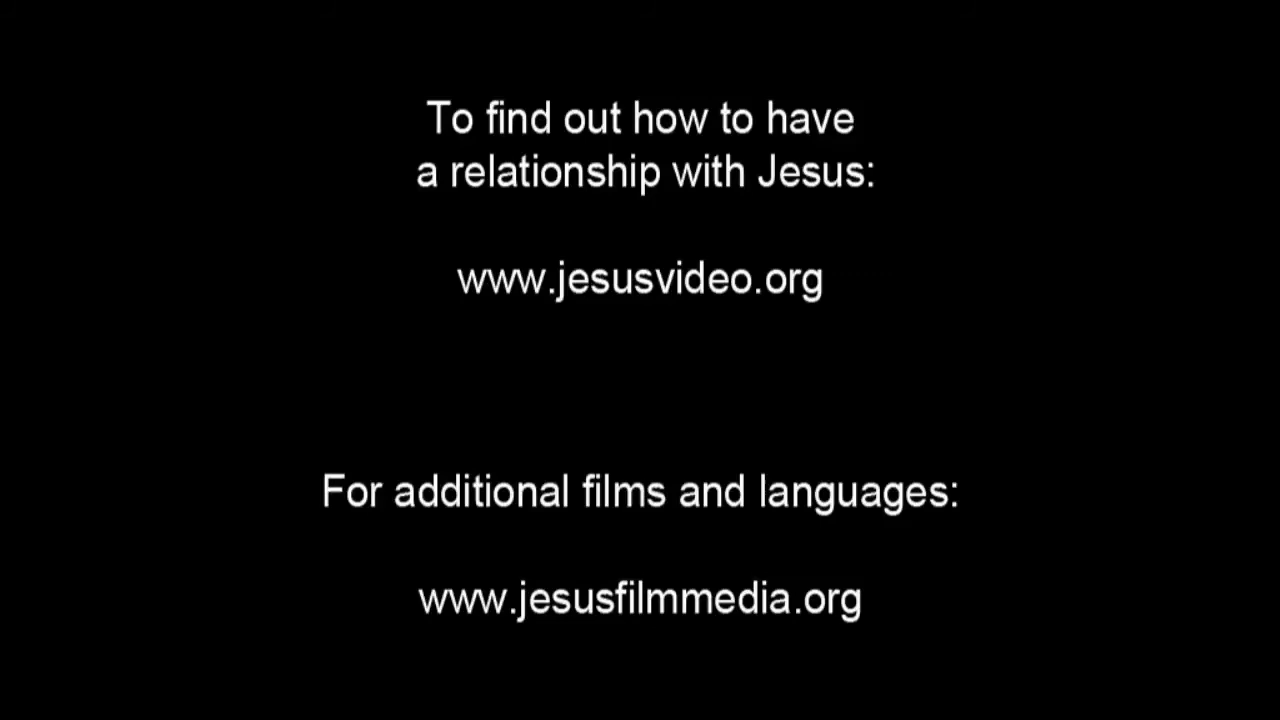 To find out how to have
a relationship with Jesus:
www.jesusvideo.org
For additional films and languages:
www.jesusfilmmedia.org